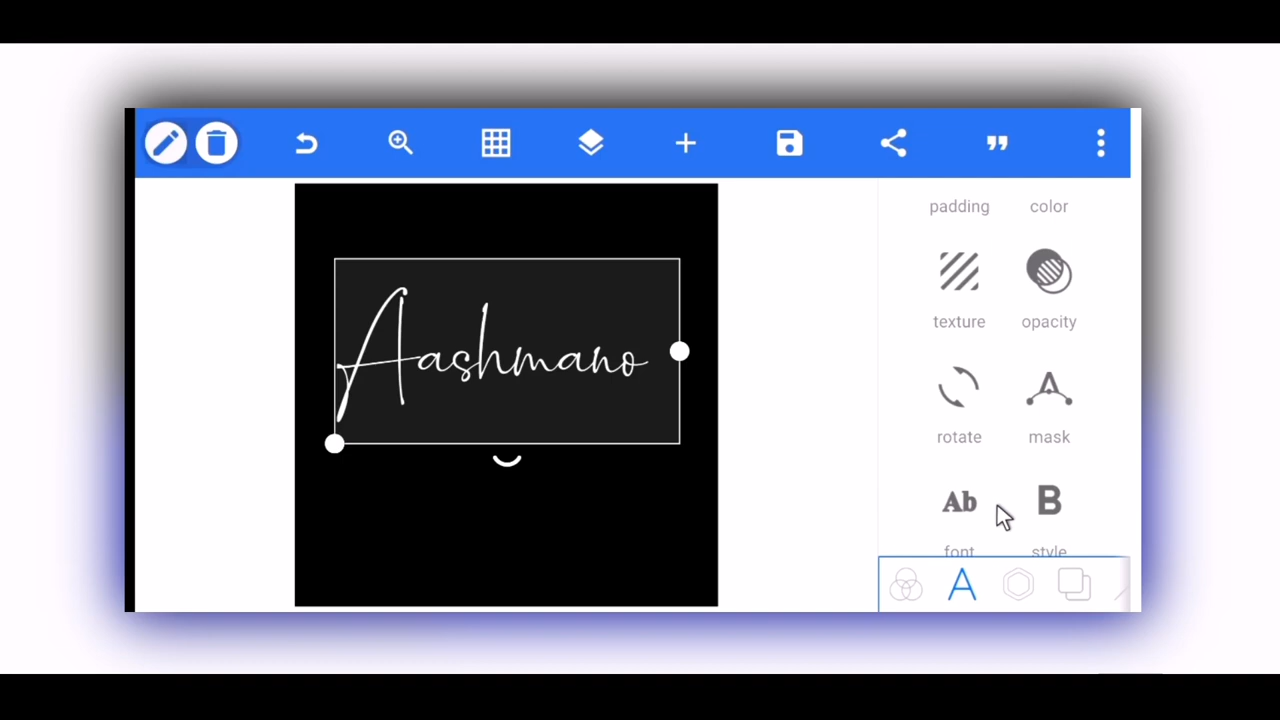 padding color
Aashmano
texture opacity
rotate mask
Ab B
font style
A